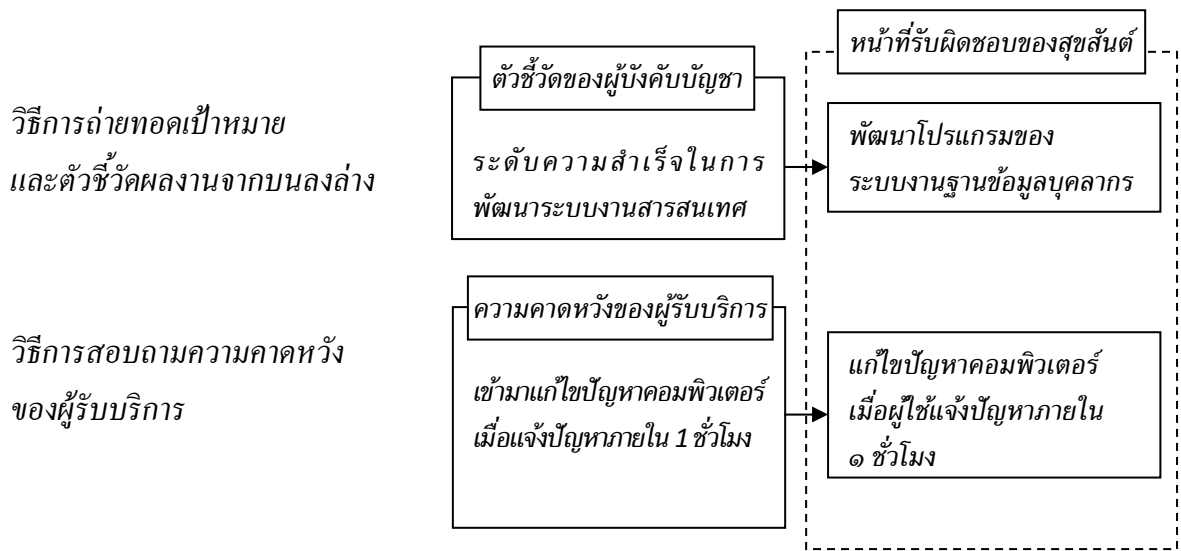 หน้าที่รับผิดชอบของสุขสันต์
ตัวชี้วัดของผู้บังคับบัญชา
วิธีการถ่ายทอดเป้าหมาย
และตัวชี้วัดผลงานจากบนลงล่าง
ระดับความสำเร็จในการ
พัฒนาระบบงานสารสนเทศ
พัฒนาโปรแกรมของ
ระบบงานฐานข้อมูลบุคลากร
ความคาดหวังของผู้รับบริการ
วิธีการสอบถามความคาดหวัง
ของผู้รับบริการ
เข้ามาแก้ไขปัญหาคอมพิวเตอร์
เมื่อแจ้งปัญหาภายใน 1 ชั่วโมง
แก้ไขปัญหาคอมพิวเตอร์
เมื่อผู้ใช้แจ้งปัญหาภายใน
๑ ชั่วโมง